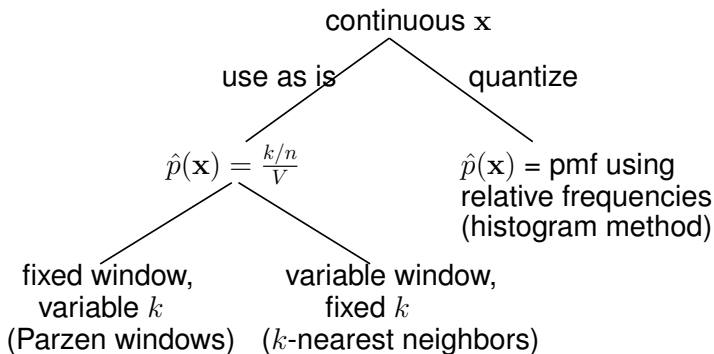 continuous x
use as is
quantize
p̂(x) = (k/n)/V
p̂(x) = pmf using
relative frequencies
(histogram method)
fixed window,
variable k
(Parzen windows)
variable window,
fixed k
(k-nearest neighbors)